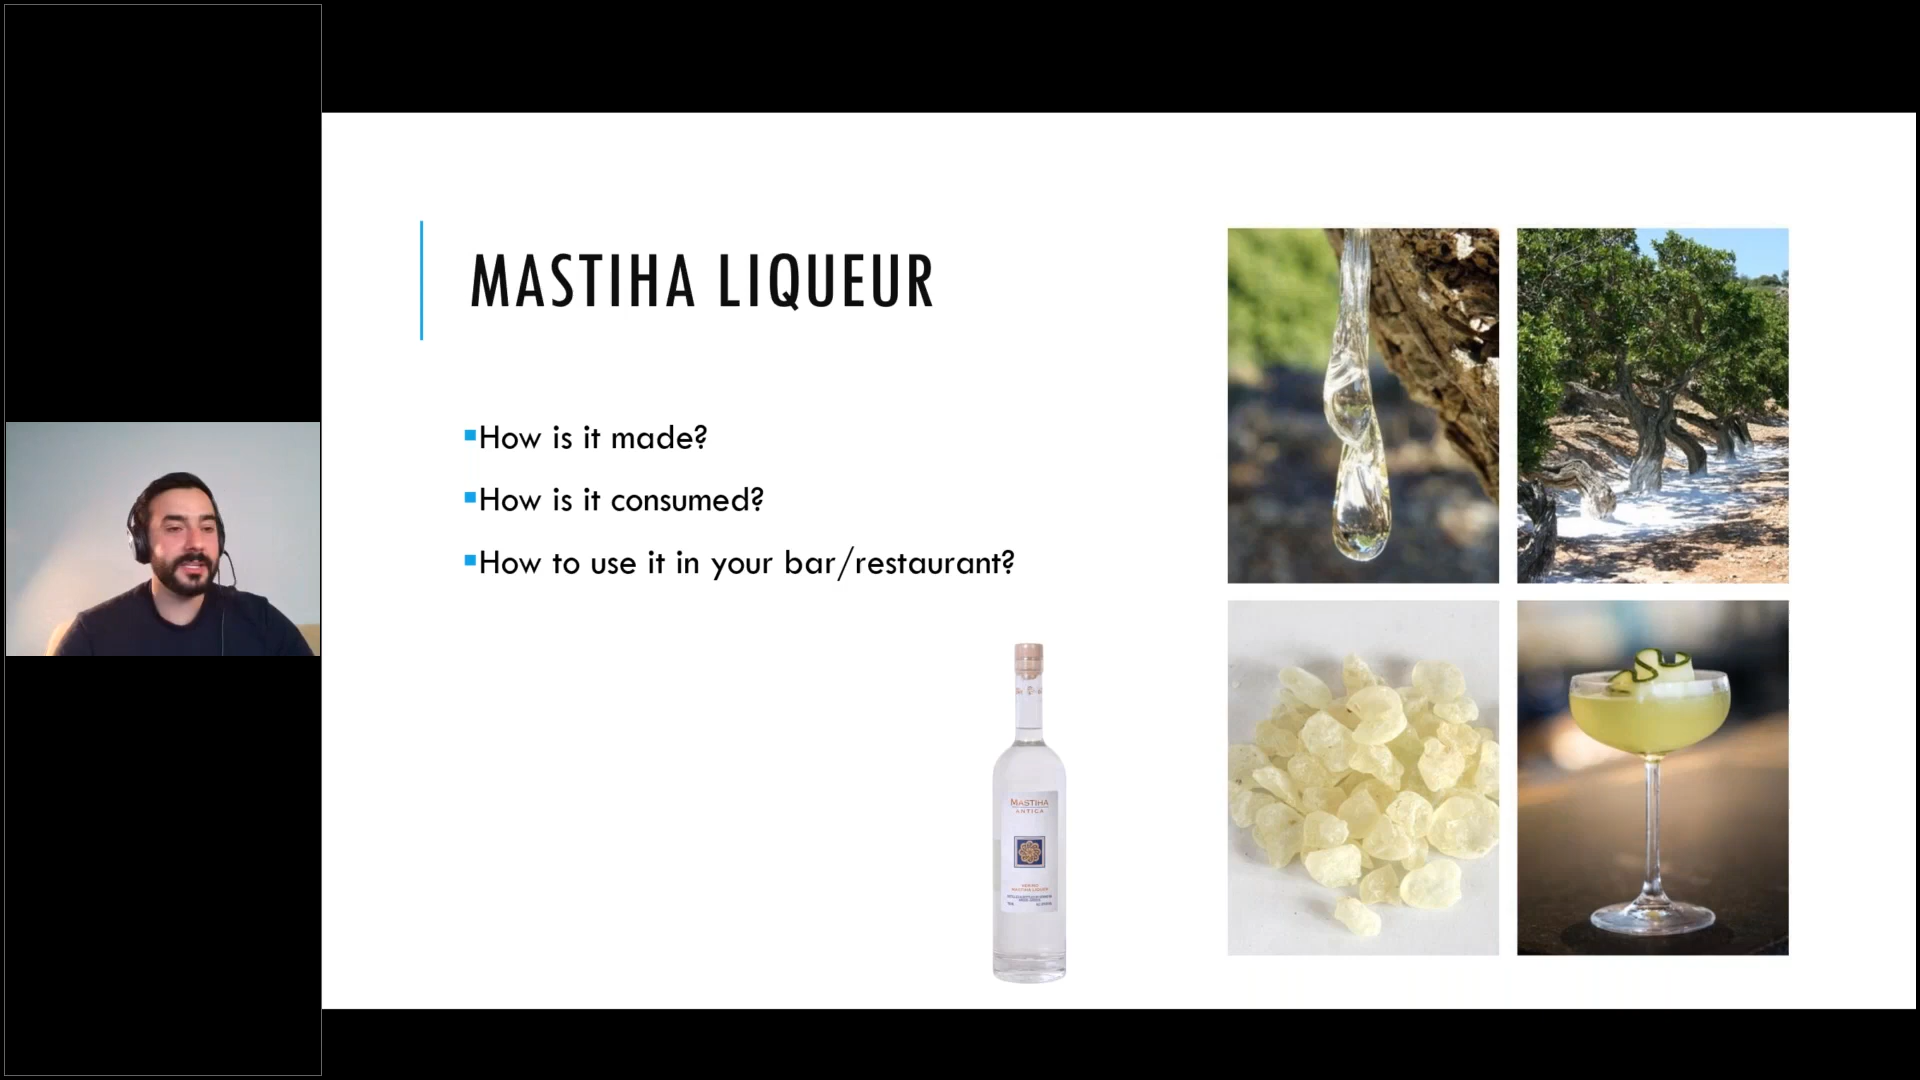 MASTIHA LIQUEUR
How is it made?
How is it consumed?
How to use it in your bar/restaurant?
MASTIHA
ANTICA